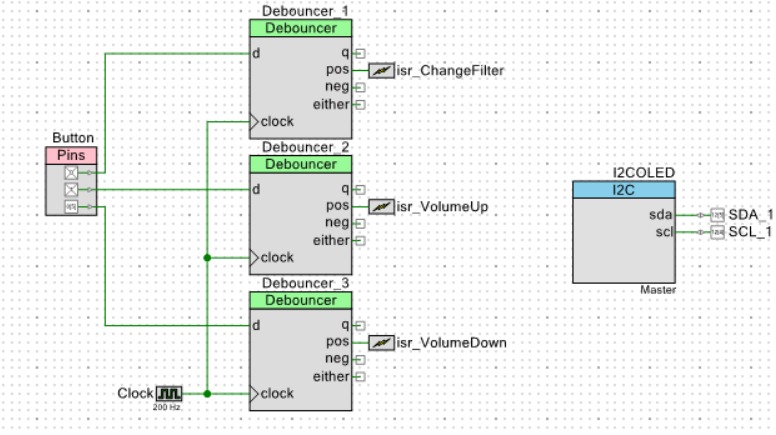 Debouncer_1
Debouncer
d
q
pos
isr_ChangeFilter
neg
either
clock
Button
Pins
Debouncer_2
Debouncer
d
q
pos
isr_VolumeUp
neg
either
clock
Debouncer_3
Debouncer
d
q
pos
isr_VolumeDown
neg
either
clock
Clock
200 Hz
I2COLED
I2C
sda
SDA_1
scl
SCL_1
Master